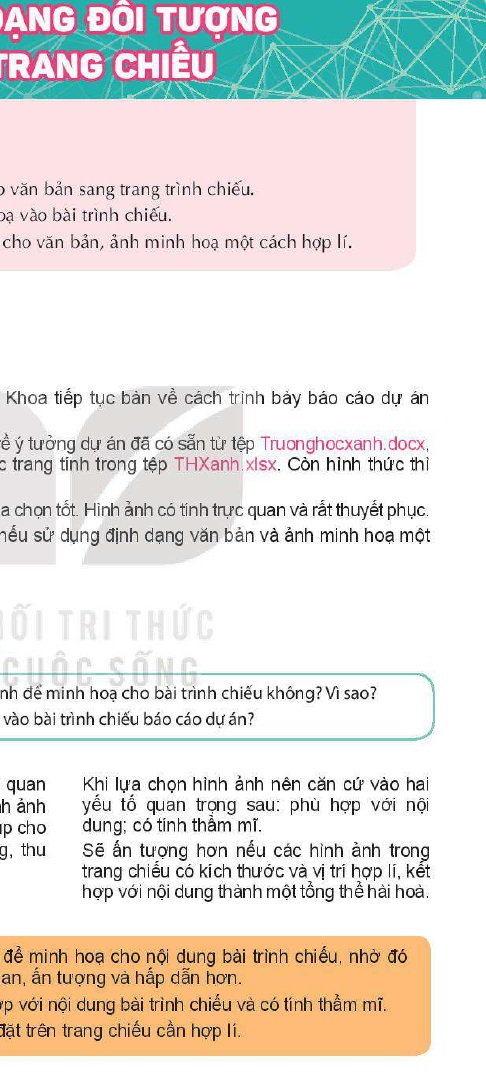 DẠNG ĐỐI TƯỢNG
TRANG CHIẾU
văn bản sang trang trình chiếu.
vào bài trình chiếu.
cho văn bản, ảnh minh hoạ một cách hợp lí.
Khoa tiếp tục bàn về cách trình bày báo cáo dự án
về ý tưởng dự án đã có sẵn từ tệp Truonghocxanh.docx,
trang tính trong tệp THXanh.xlsx. Còn hình thức thì
chọn tốt. Hình ảnh có tính trực quan và rất thuyết phục.
nếu sử dụng định dạng văn bản và ảnh minh hoạ một
NỐI TRI THỨC
CUỘC SỐNG
để minh hoạ cho bài trình chiếu không? Vì sao?
vào bài trình chiếu báo cáo dự án?
quan
ảnh
cho
thu
Khi lựa chọn hình ảnh nên căn cứ vào hai
yếu tố quan trọng sau: phù hợp với nội
dung; có tính thẩm mĩ.
Sẽ ấn tượng hơn nếu các hình ảnh trong
trang chiếu có kích thước và vị trí hợp lí, kết
hợp với nội dung thành một tổng thể hài hoà.
để minh hoạ cho nội dung bài trình chiếu, nhờ đó
ấn tượng và hấp dẫn hơn.
với nội dung bài trình chiếu và có tính thẩm mĩ.
đặt trên trang chiếu cần hợp lí.